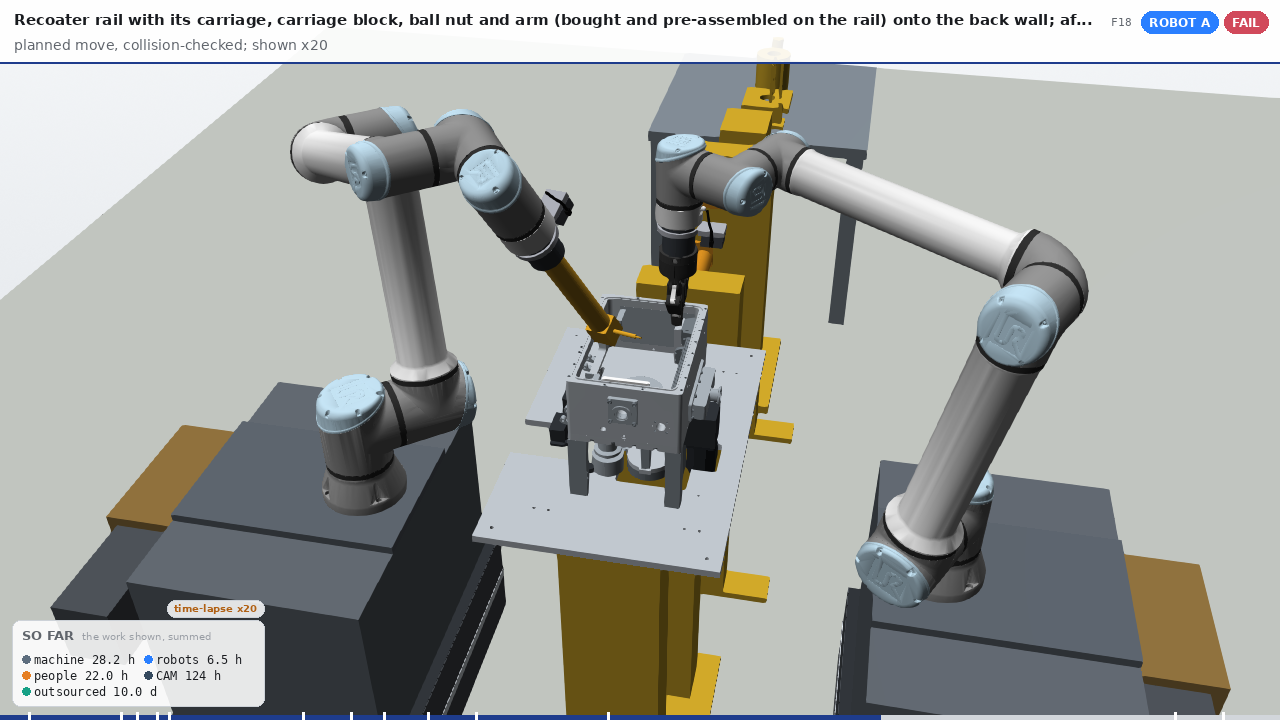 Recoater rail with its carriage, carriage block, ball nut and arm (bought and pre-assembled on the rail) onto the back wall; af...
F18
ROBOT A
FAIL
planned move, collision-checked; shown x20
time-lapse x20
SO FAR the work shown, summed
machine 28.2 h robots 6.5 h
people 22.0 h CAM 124 h
outsourced 10.0 d